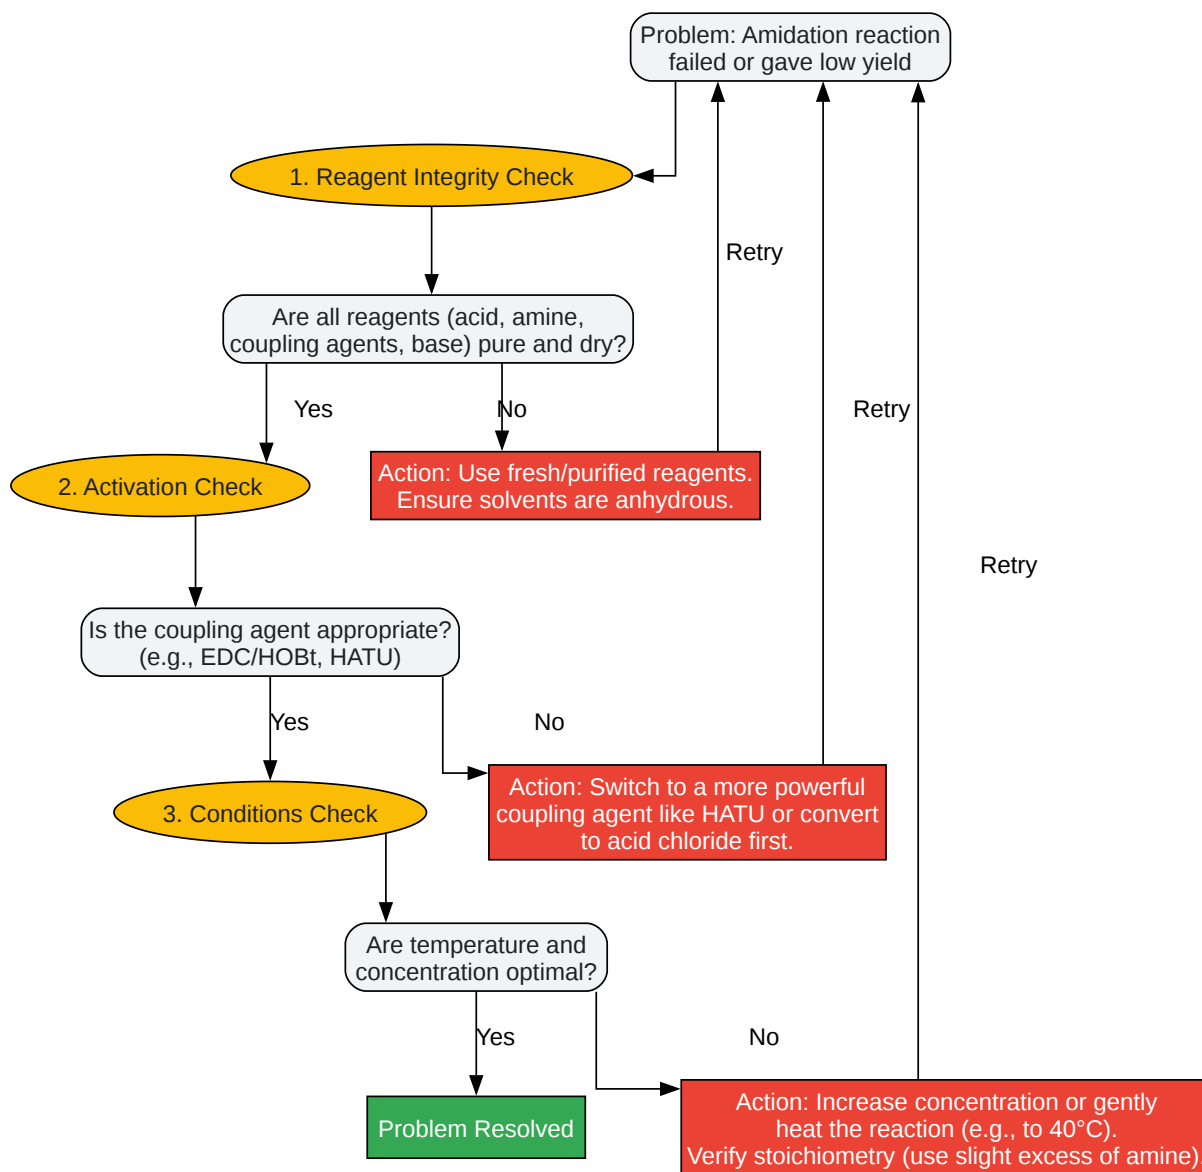 Problem: Amidation reaction
failed or gave low yield
1. Reagent Integrity Check
Retry
Are all reagents (acid, amine,
coupling agents, base) pure and dry?
Yes
No
Retry
Action: Use fresh/purified reagents.
Ensure solvents are anhydrous.
2. Activation Check
Retry
Is the coupling agent appropriate?
(e.g., EDC/HOBt, HATU)
Yes
No
Action: Switch to a more powerful
coupling agent like HATU or convert
to acid chloride first.
3. Conditions Check
Are temperature and
concentration optimal?
Yes
No
Problem Resolved
Action: Increase concentration or gently
heat the reaction (e.g., to 40°C).
Verify stoichiometry (use slight excess of amine)